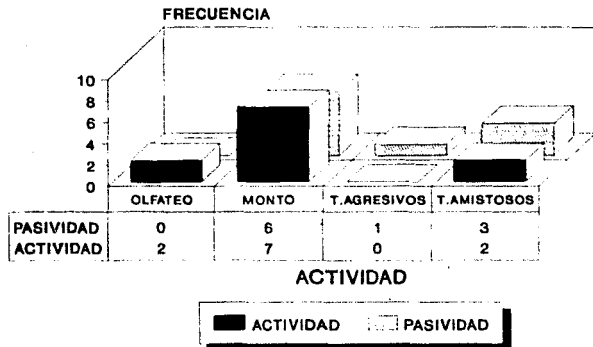 FRECUENCIA
10
8
6
4
2
0
OLFATEO MONTO T.AGRESIVOS T.AMISTOSOS
PASIVIDAD 0 6 1 3
ACTIVIDAD 2 7 0 2
ACTIVIDAD
ACTIVIDAD PASIVIDAD